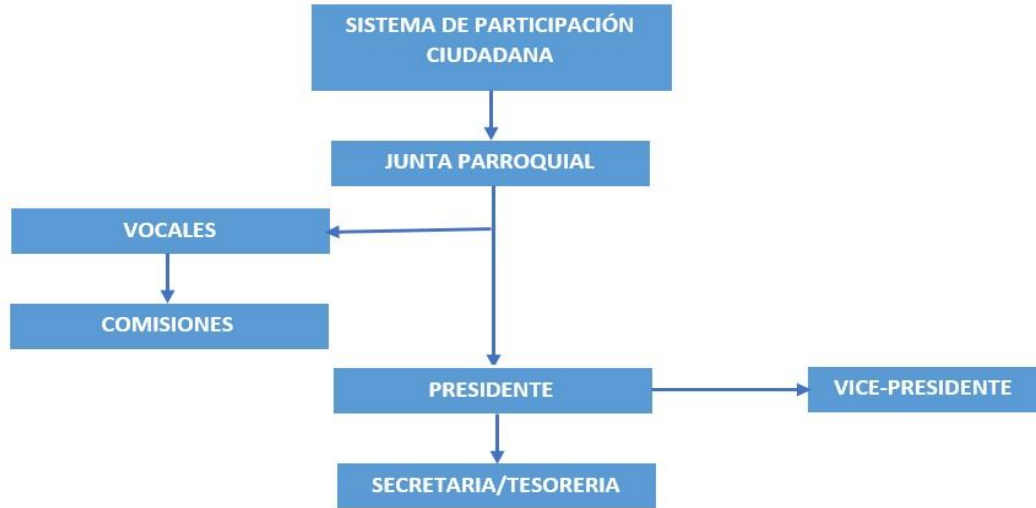 SISTEMA DE PARTICIPACIÓN
CIUDADANA
JUNTA PARROQUIAL
VOCALES
COMISIONES
PRESIDENTE
VICE-PRESIDENTE
SECRETARIA/TESORERIA